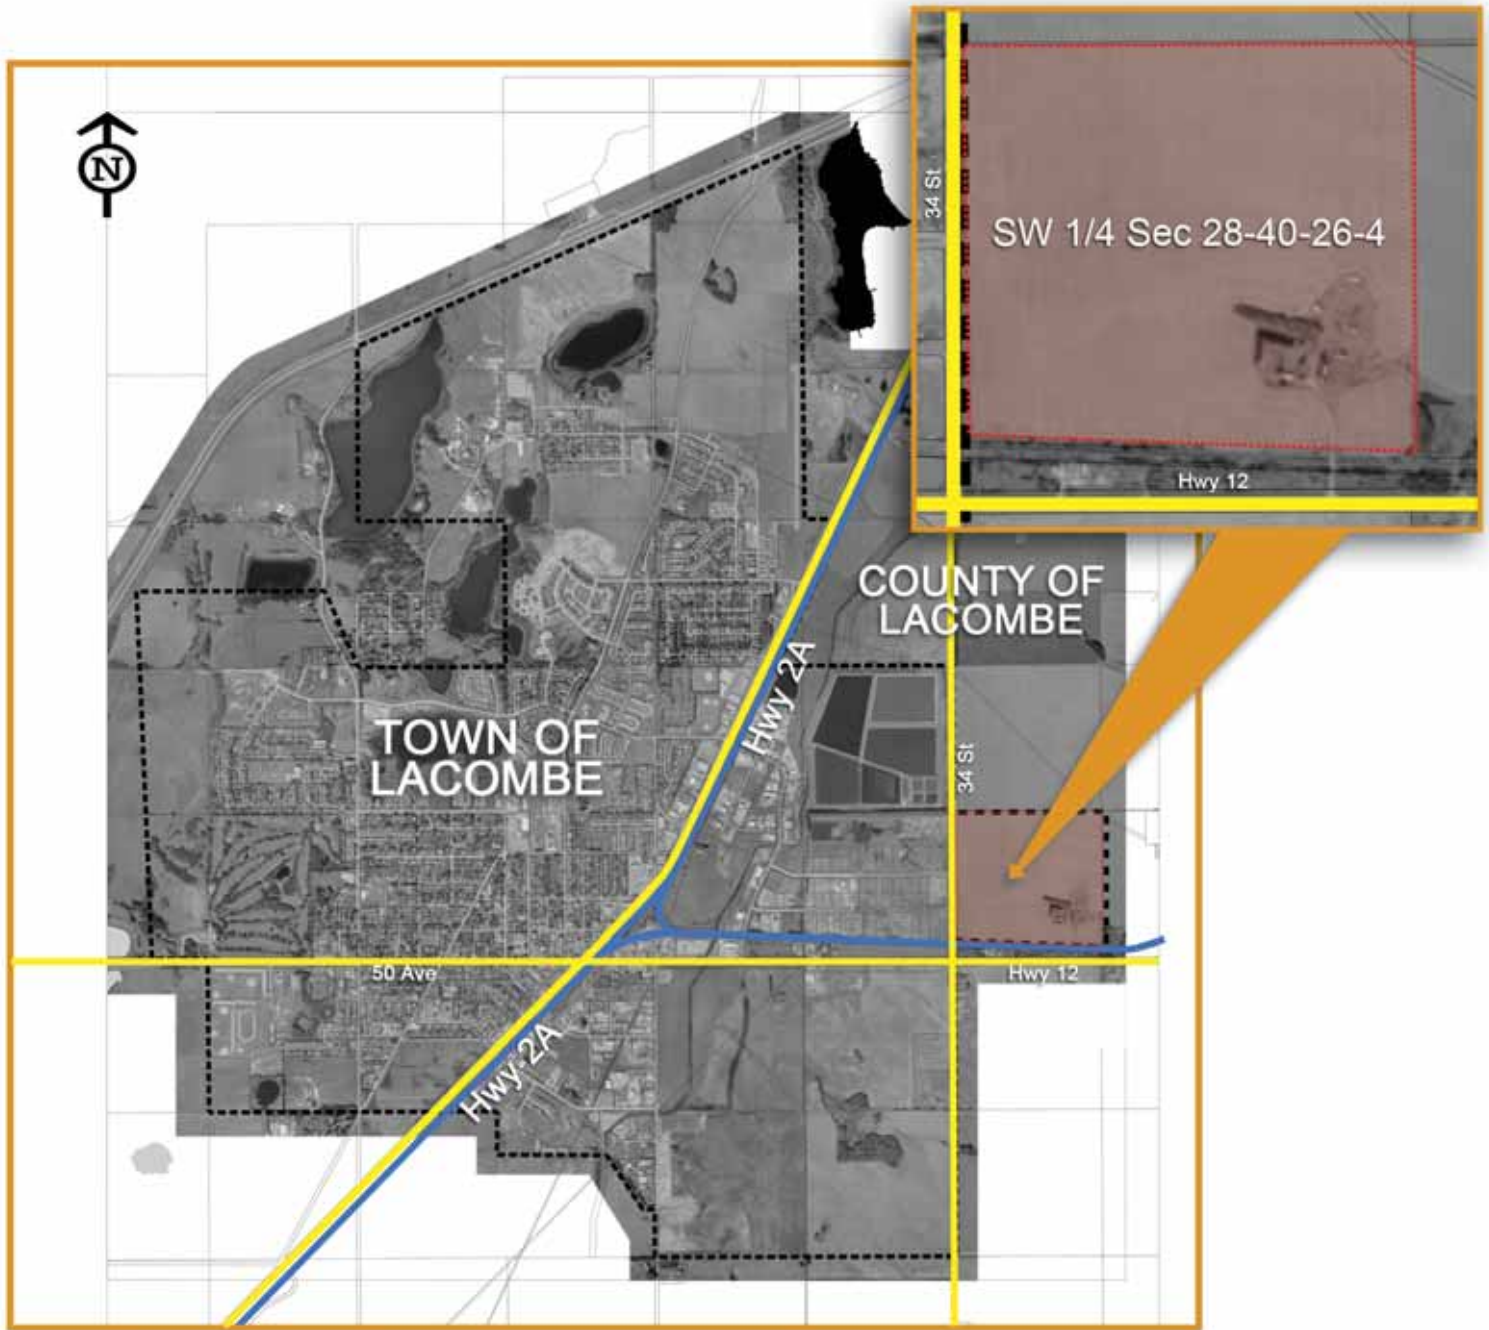 N
34 St
SW 1/4 Sec 28-40-26-4
Hwy 12
COUNTY OF
LACOMBE
Hwy 2A
TOWN OF
LACOMBE
34 St
50 Ave
Hwy 12
Hwy 2A